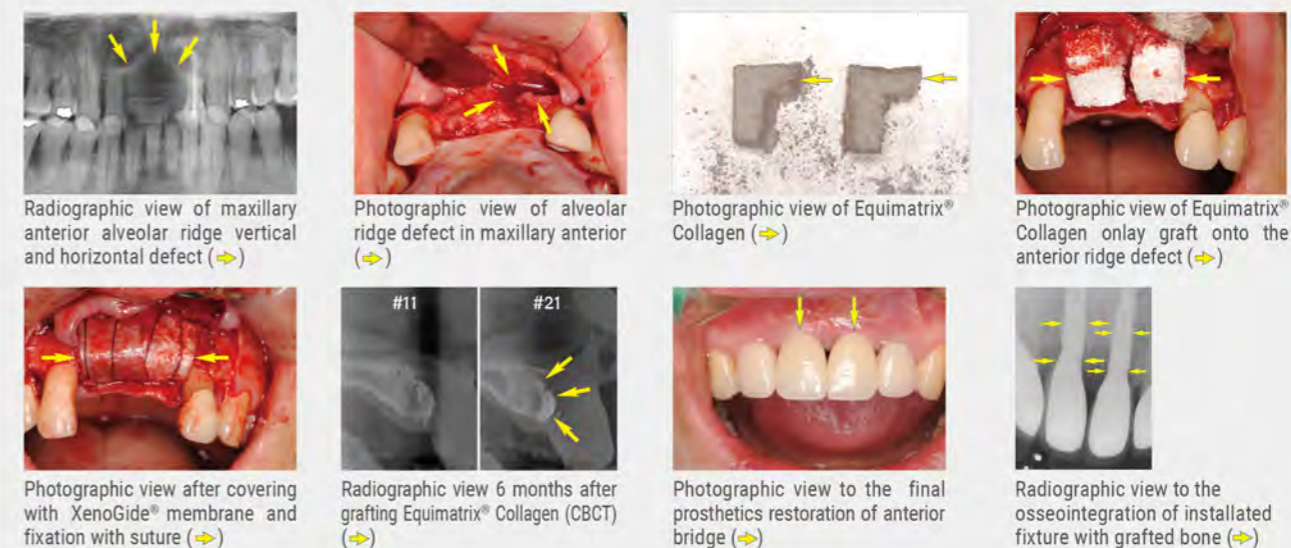 Radiographic view of maxillary
anterior alveolar ridge vertical
and horizontal defect (➩)
Photographic view of alveolar
ridge defect in maxillary anterior
(➩)
Photographic view of Equimatrix®
Collagen (➩)
Photographic view of Equimatrix®
Collagen onlay graft onto the
anterior ridge defect (➩)
#11
#21
Photographic view after covering
with XenoGide® membrane and
fixation with suture (➩)
Radiographic view 6 months after
grafting Equimatrix® Collagen (CBCT)
(➩)
Photographic view to the final
prosthetics restoration of anterior
bridge (➩)
Radiographic view to the
osseointegration of installated
fixture with grafted bone (➩)